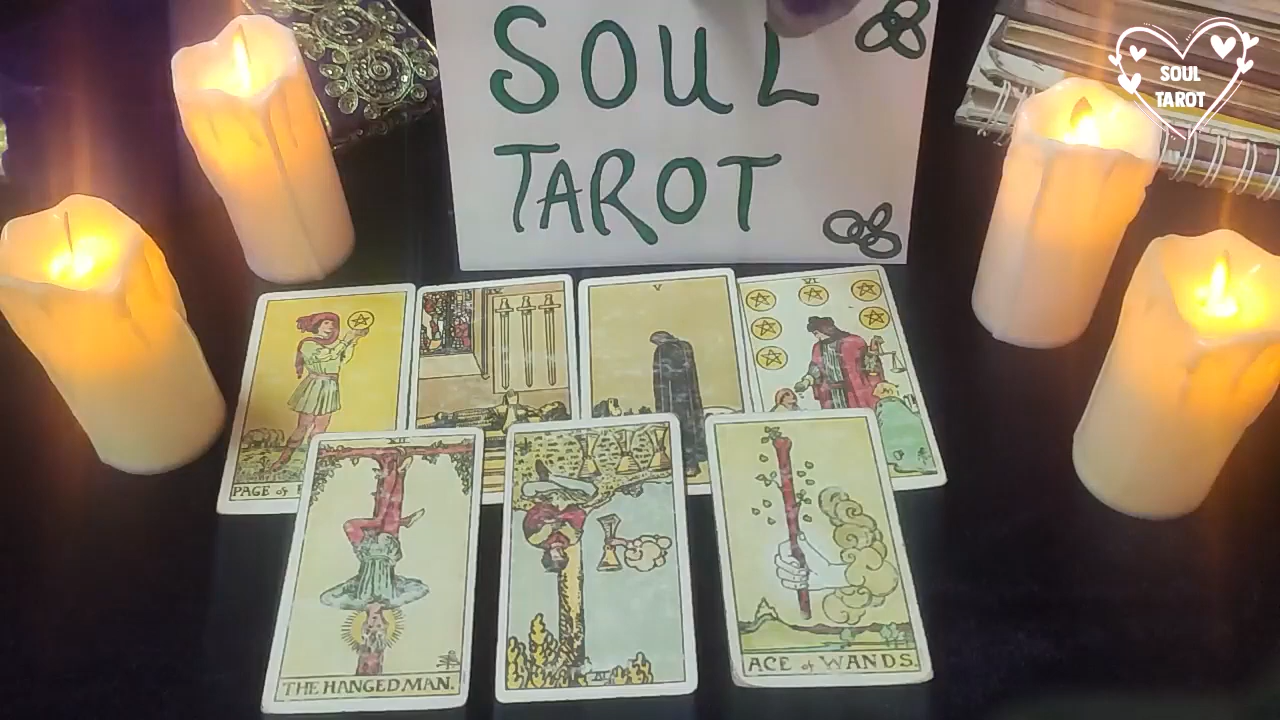 SOUL
TAROT
SOUL
TAROT
V
VI
PAGE of
XII
THE HANGED MAN.
IV
ACE of WANDS.